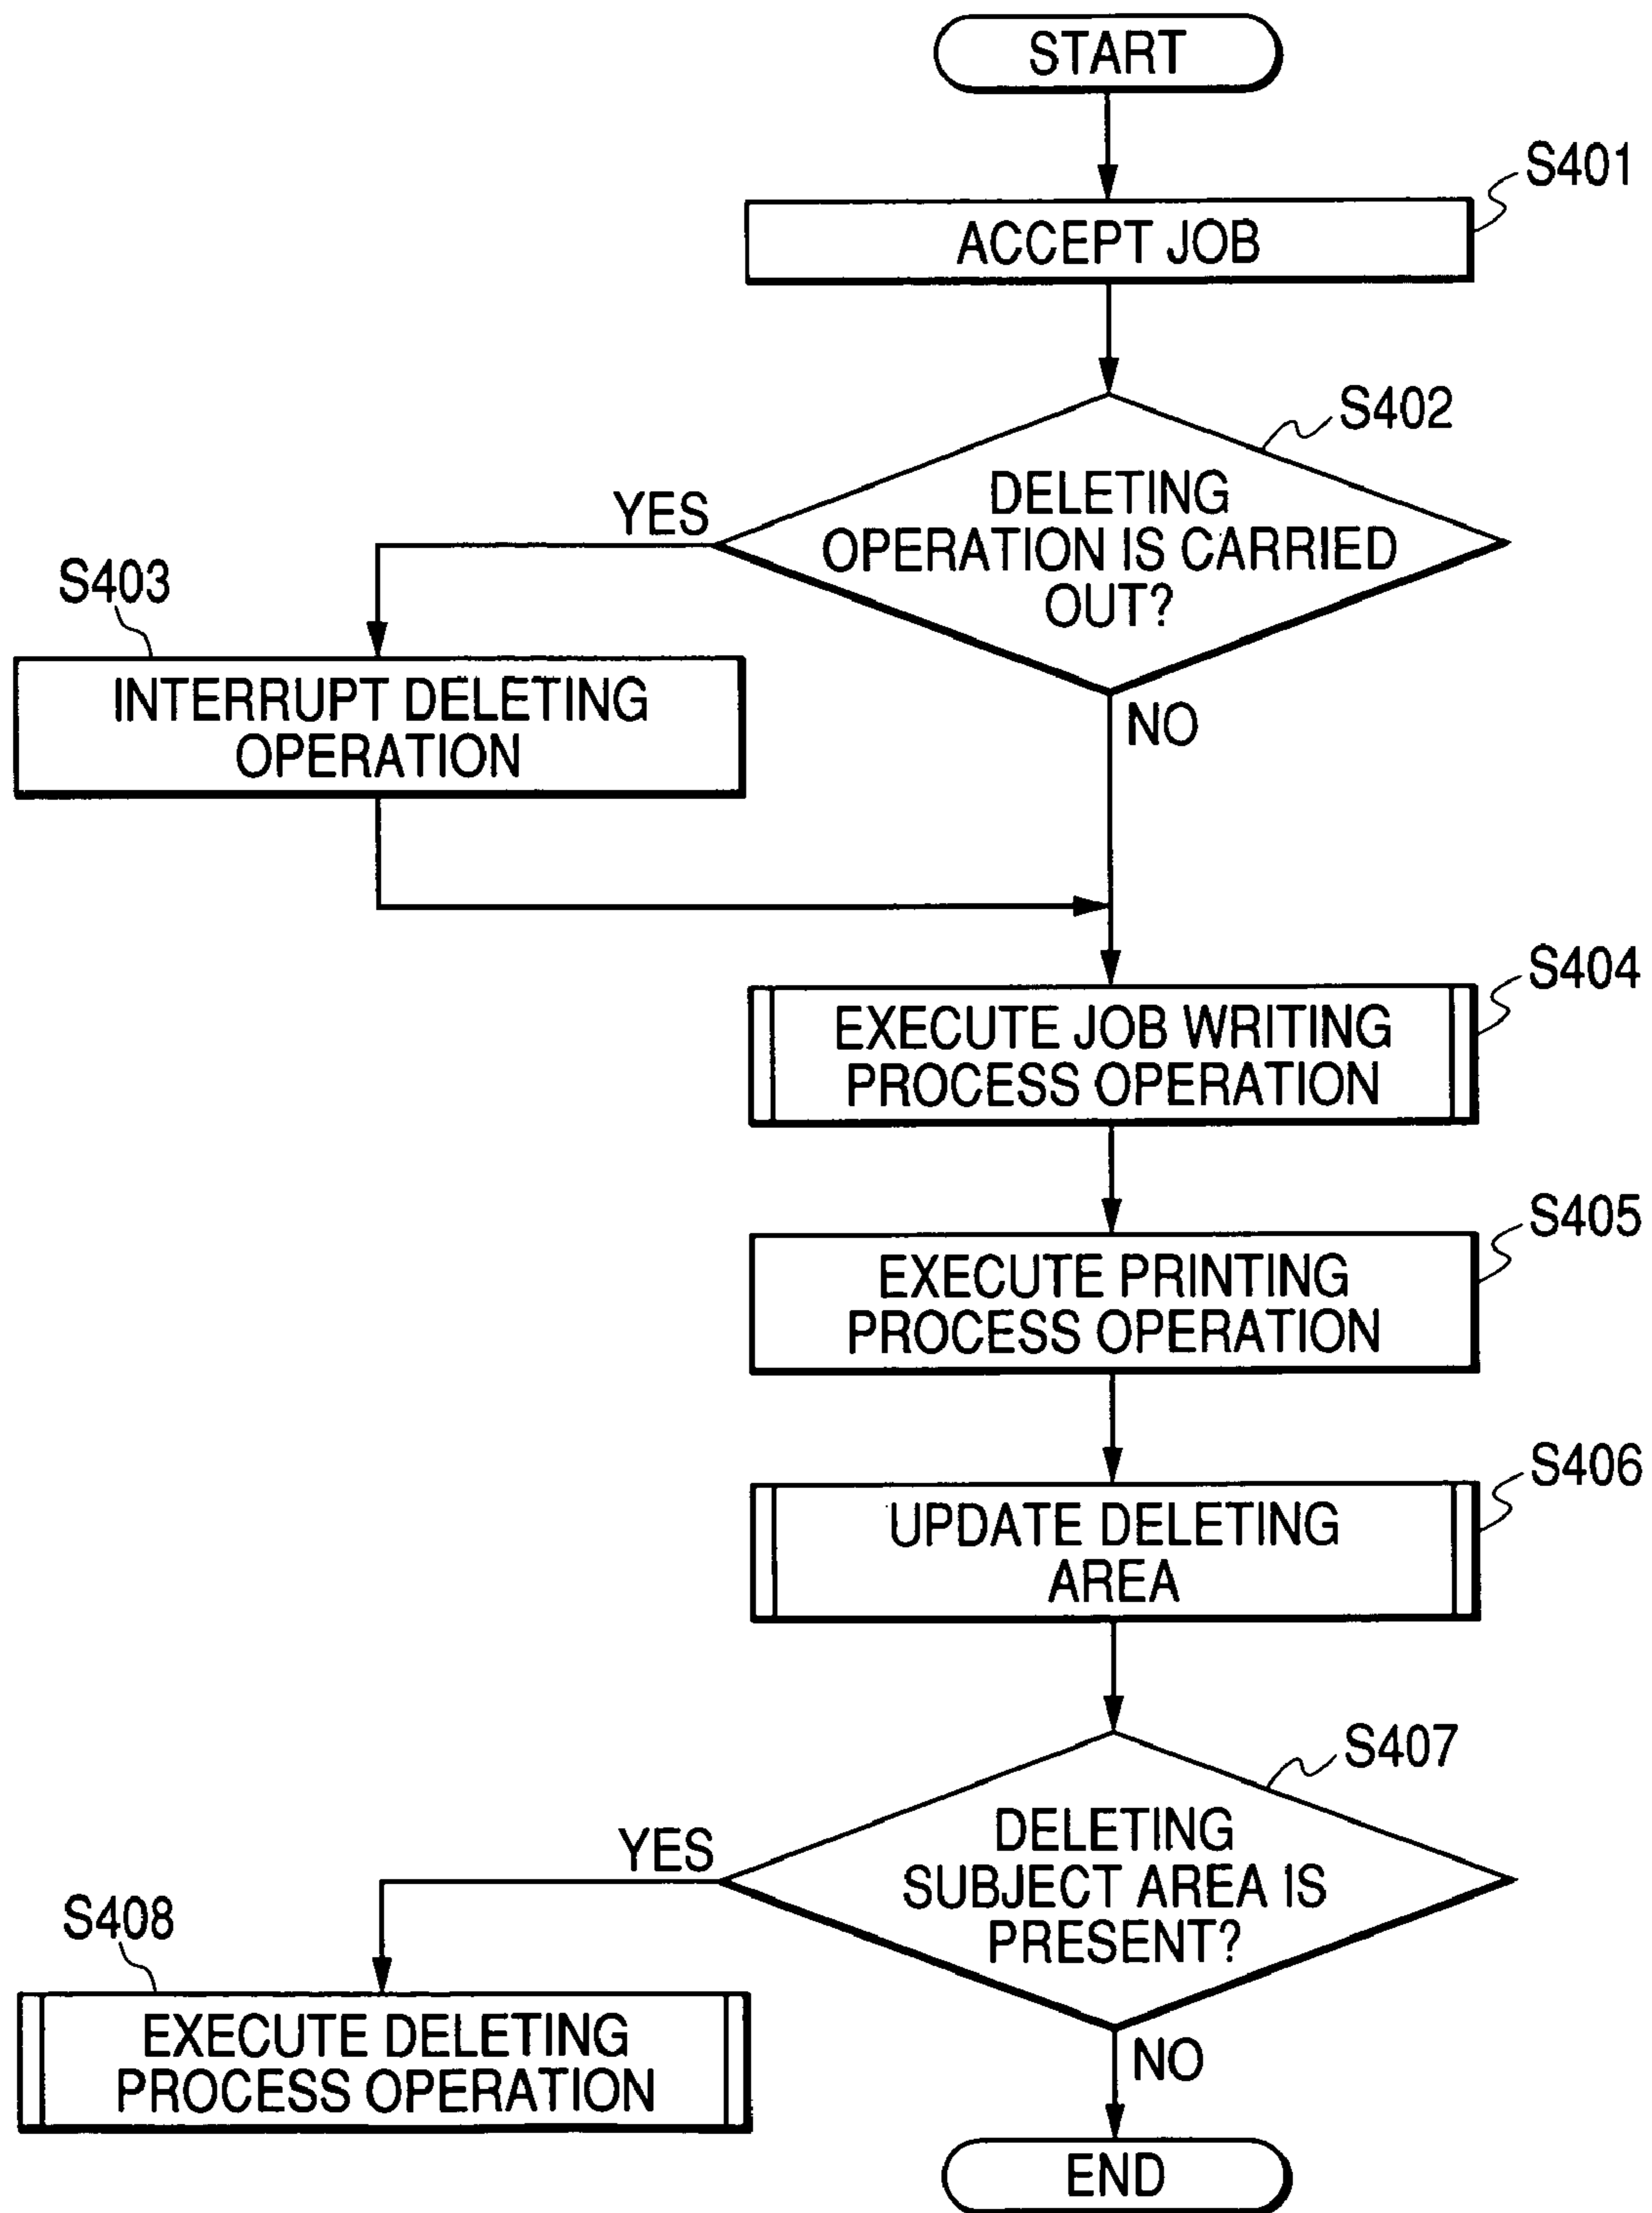 START
S401
ACCEPT JOB
S402
DELETING
OPERATION IS CARRIED
OUT?
YES
NO
S403
INTERRUPT DELETING
OPERATION
S404
EXECUTE JOB WRITING
PROCESS OPERATION
S405
EXECUTE PRINTING
PROCESS OPERATION
S406
UPDATE DELETING
AREA
S407
DELETING
SUBJECT AREA IS
PRESENT?
YES
NO
S408
EXECUTE DELETING
PROCESS OPERATION
END